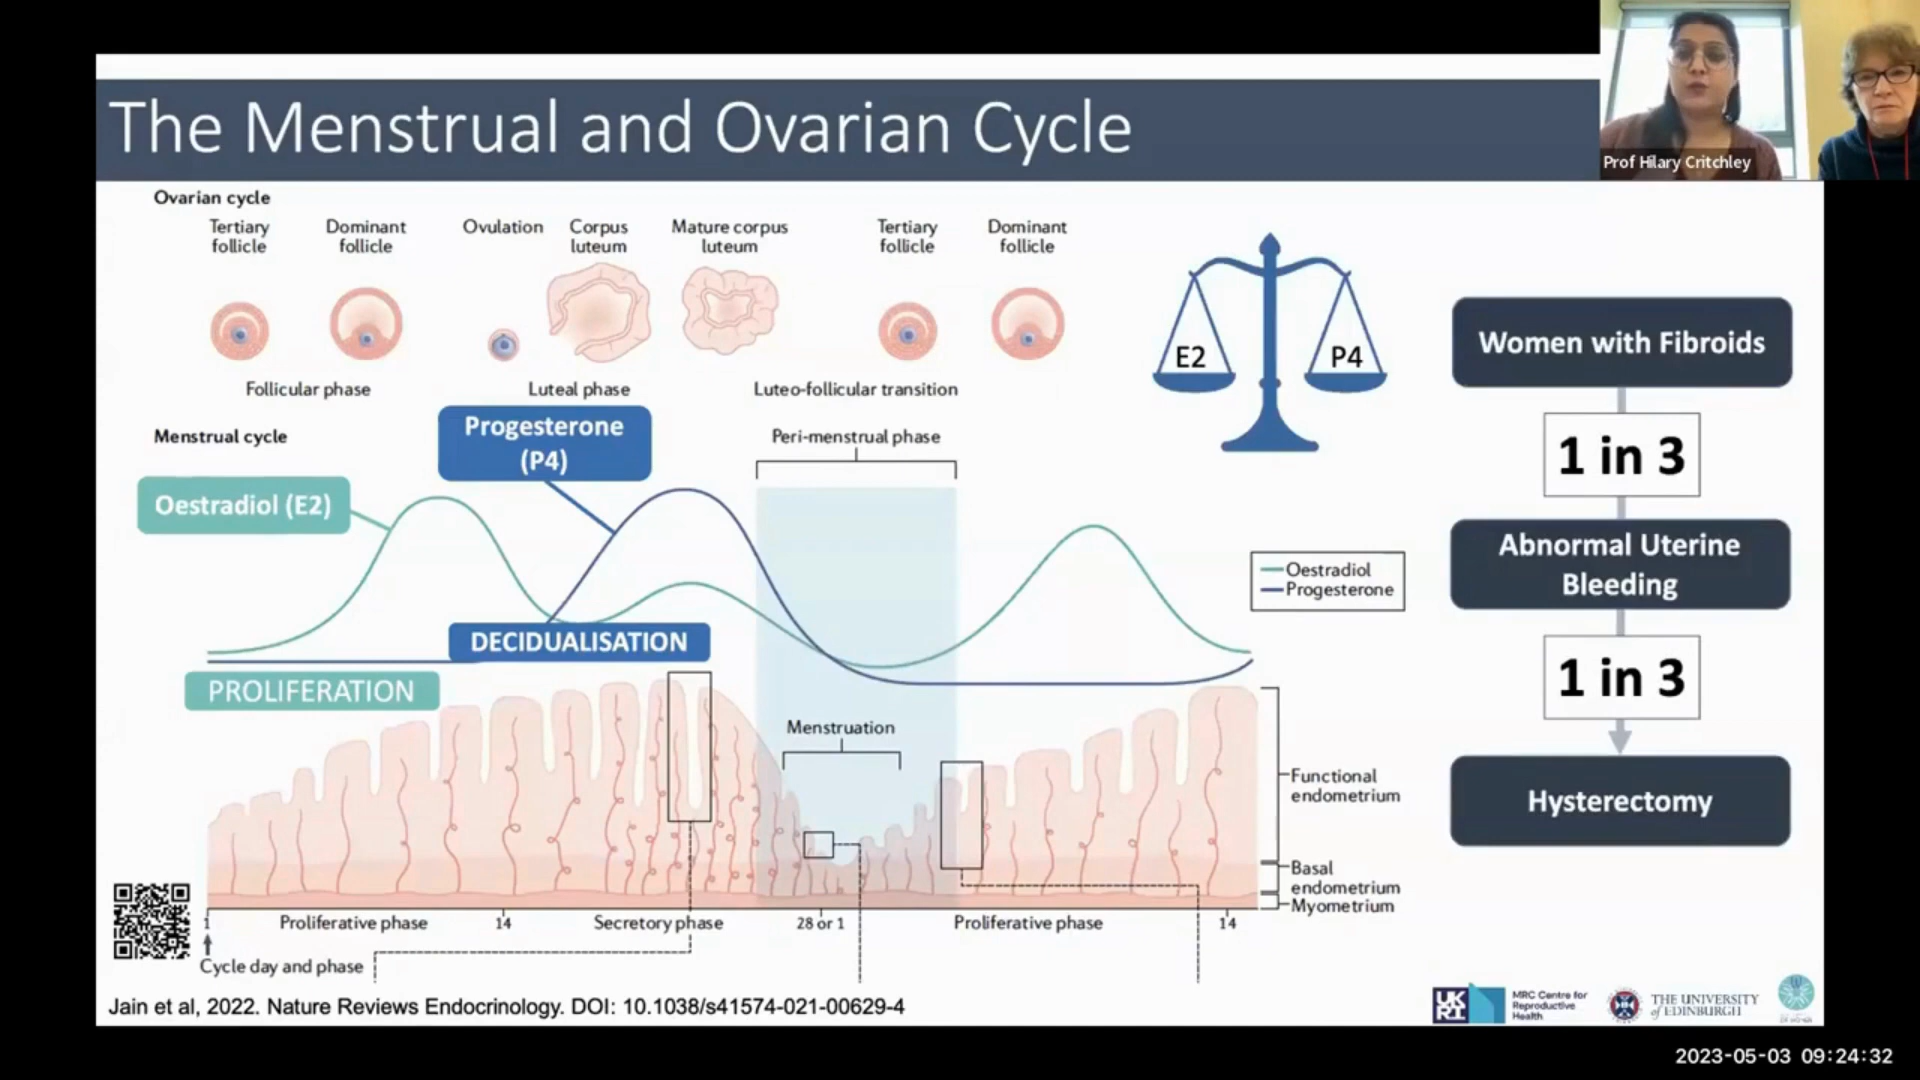 The Menstrual and Ovarian Cycle
Prof Hilary Critchley
Ovarian cycle
Tertiary
follicle
Dominant
follicle
Ovulation
Corpus
luteum
Mature corpus
luteum
Tertiary
follicle
Dominant
follicle
Follicular phase
Luteal phase
Luteo-follicular transition
E2
P4
Menstrual cycle
Progesterone
(P4)
Peri-menstrual phase
Oestradiol (E2)
Oestradiol
Progesterone
DECIDUALISATION
PROLIFERATION
Menstruation
Functional
endometrium
Basal
endometrium
Myometrium
1
Proliferative phase
14
Secretory phase
28 or 1
Proliferative phase
14
Cycle day and phase
Women with Fibroids
1 in 3
Abnormal Uterine
Bleeding
1 in 3
Hysterectomy
Jain et al, 2022. Nature Reviews Endocrinology. DOI: 10.1038/s41574-021-00629-4
UK
RI
MRC Centre for
Reproductive
Health
THE UNIVERSITY
of EDINBURGH
2023-05-03 09:24:32